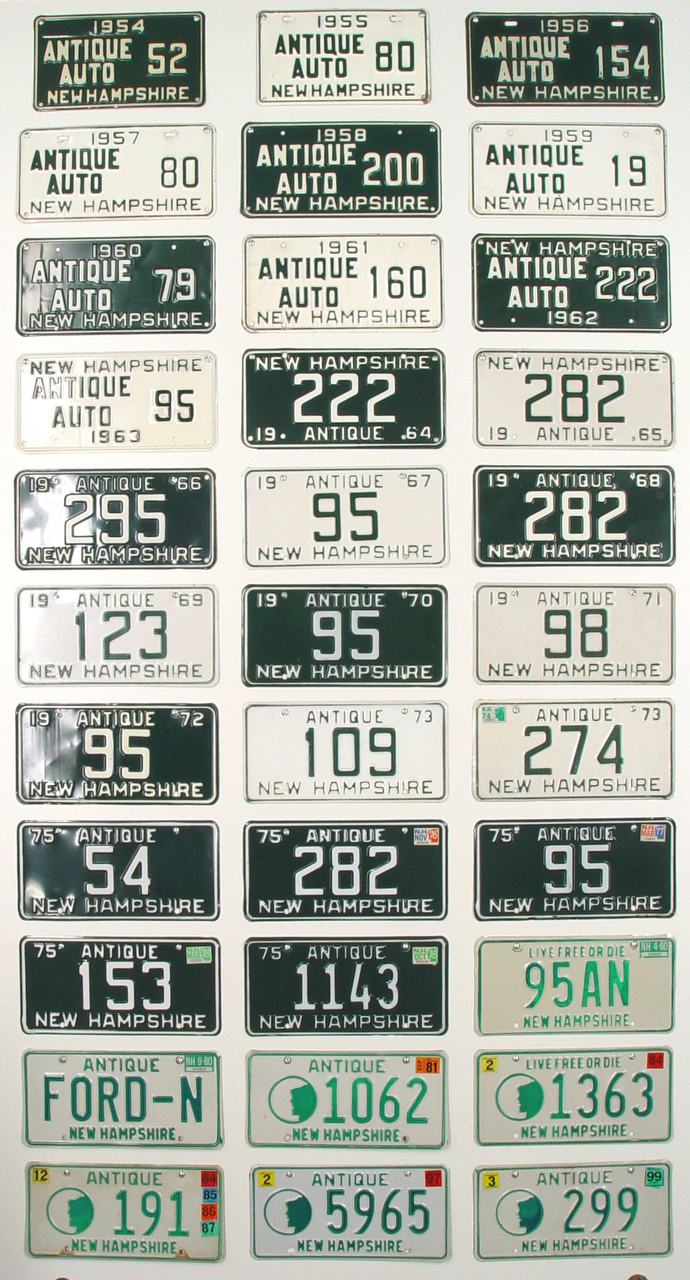 1954
ANTIQUE AUTO 52
NEW HAMPSHIRE
1955
ANTIQUE AUTO 80
NEW HAMPSHIRE
1956
ANTIQUE AUTO 154
NEW HAMPSHIRE
1957
ANTIQUE AUTO 80
NEW HAMPSHIRE
1958
ANTIQUE AUTO 200
NEW HAMPSHIRE
1959
ANTIQUE AUTO 19
NEW HAMPSHIRE
1960
ANTIQUE AUTO 79
NEW HAMPSHIRE
1961
ANTIQUE AUTO 160
NEW HAMPSHIRE
NEW HAMPSHIRE
ANTIQUE AUTO 222
1962
NEW HAMPSHIRE
ANTIQUE AUTO 95
1963
NEW HAMPSHIRE
222
19 ANTIQUE 64
NEW HAMPSHIRE
282
19 ANTIQUE 65
19 ANTIQUE 66
295
NEW HAMPSHIRE
19 ANTIQUE 67
95
NEW HAMPSHIRE
19 ANTIQUE 68
282
NEW HAMPSHIRE
19 ANTIQUE 69
123
NEW HAMPSHIRE
19 ANTIQUE 70
95
NEW HAMPSHIRE
19 ANTIQUE 71
98
NEW HAMPSHIRE
19 ANTIQUE 72
95
NEW HAMPSHIRE
ANTIQUE 73
109
NEW HAMPSHIRE
ANTIQUE 73
274
NEW HAMPSHIRE
75 ANTIQUE
54
NEW HAMPSHIRE
75 ANTIQUE N.H. NOV 76
282
NEW HAMPSHIRE
75 ANTIQUE MAR 77
95
NEW HAMPSHIRE
75 ANTIQUE
153
NEW HAMPSHIRE
75 ANTIQUE N.H. OCT
1143
NEW HAMPSHIRE
LIVE FREE OR DIE NH 4-80
95AN
NEW HAMPSHIRE
ANTIQUE NH 9-80
FORD-N
NEW HAMPSHIRE
ANTIQUE 81
1062
NEW HAMPSHIRE
2 LIVE FREE OR DIE 84
1363
NEW HAMPSHIRE
12 ANTIQUE 84
85
86
87
191
NEW HAMPSHIRE
2 ANTIQUE 97
5965
NEW HAMPSHIRE
3 ANTIQUE 99
299
NEW HAMPSHIRE